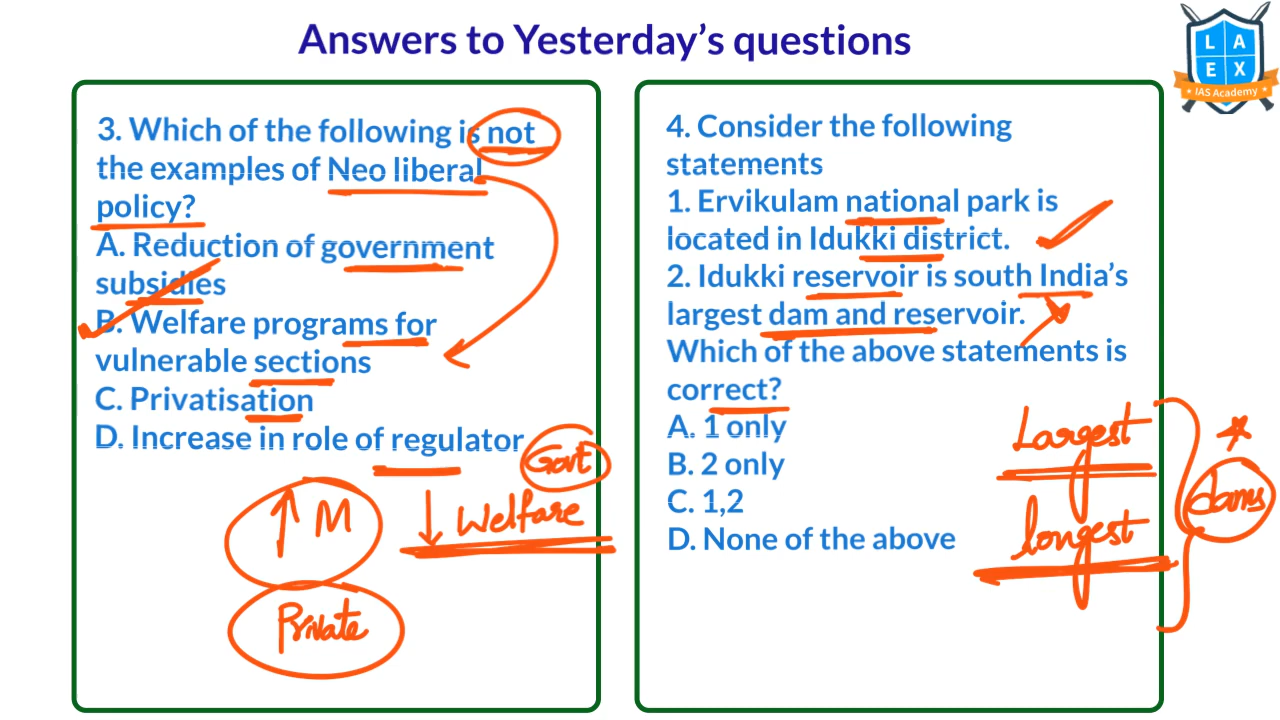 Answers to Yesterday's questions
L A
E X
IAS Academy
3. Which of the following is not
the examples of Neo liberal
policy?
A. Reduction of government
subsidies
B. Welfare programs for
vulnerable sections
C. Privatisation
D. Increase in role of regulator
Govt
↑ M
↓ Welfare
Private
4. Consider the following
statements
1. Ervikulam national park is
located in Idukki district.
2. Idukki reservoir is south India's
largest dam and reservoir.
Which of the above statements is
correct?
A. 1 only
B. 2 only
C. 1,2
D. None of the above
Largest
longest
dams